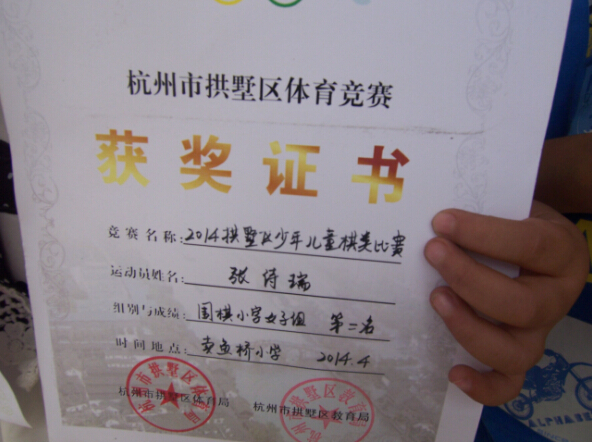 杭州市拱墅区体育竞赛
获奖证书
竞赛名称:2014拱墅区少年儿童棋类比赛
运动员姓名:张诗瑞
组别与成绩:围棋小学女子组 第二名
时间地点:卖鱼桥小学 2014.4
杭州市拱墅区体育局 杭州市拱墅区教育局